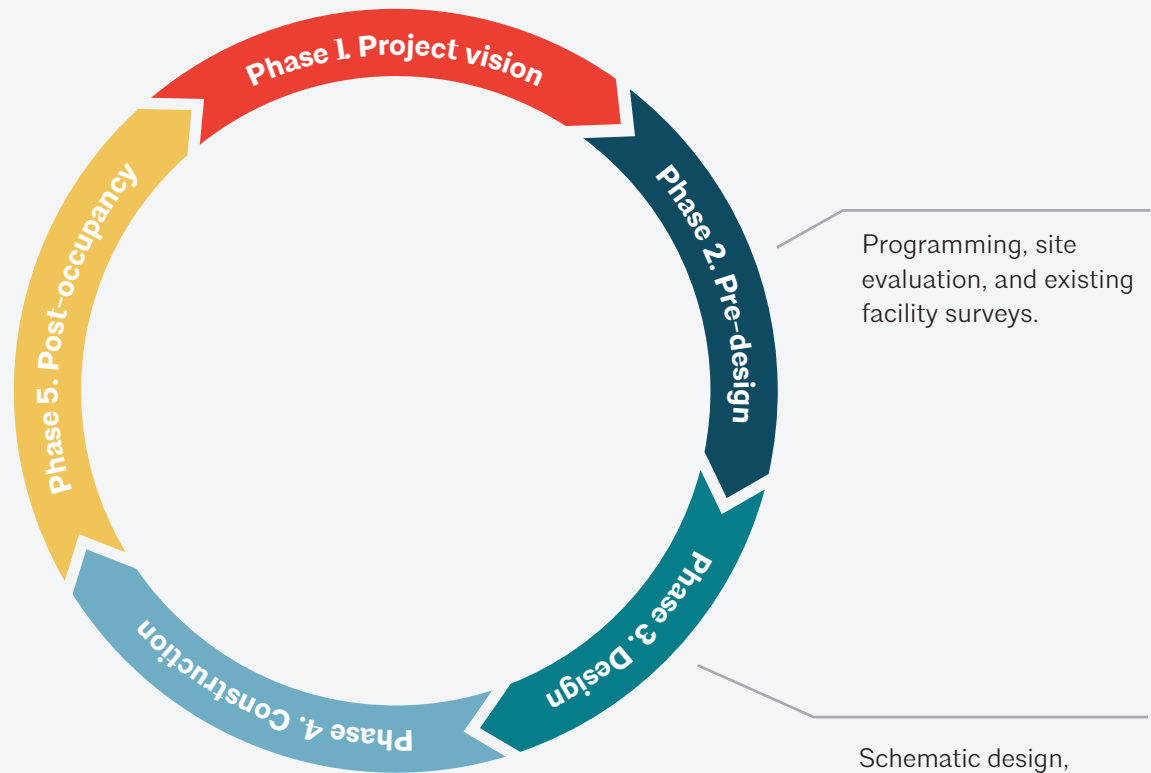 Phase 1. Project vision
Phase 2. Pre-design
Programming, site
evaluation, and existing
facility surveys.
Phase 3. Design
Schematic design,
Phase 4. Construction
Phase 5. Post-occupancy